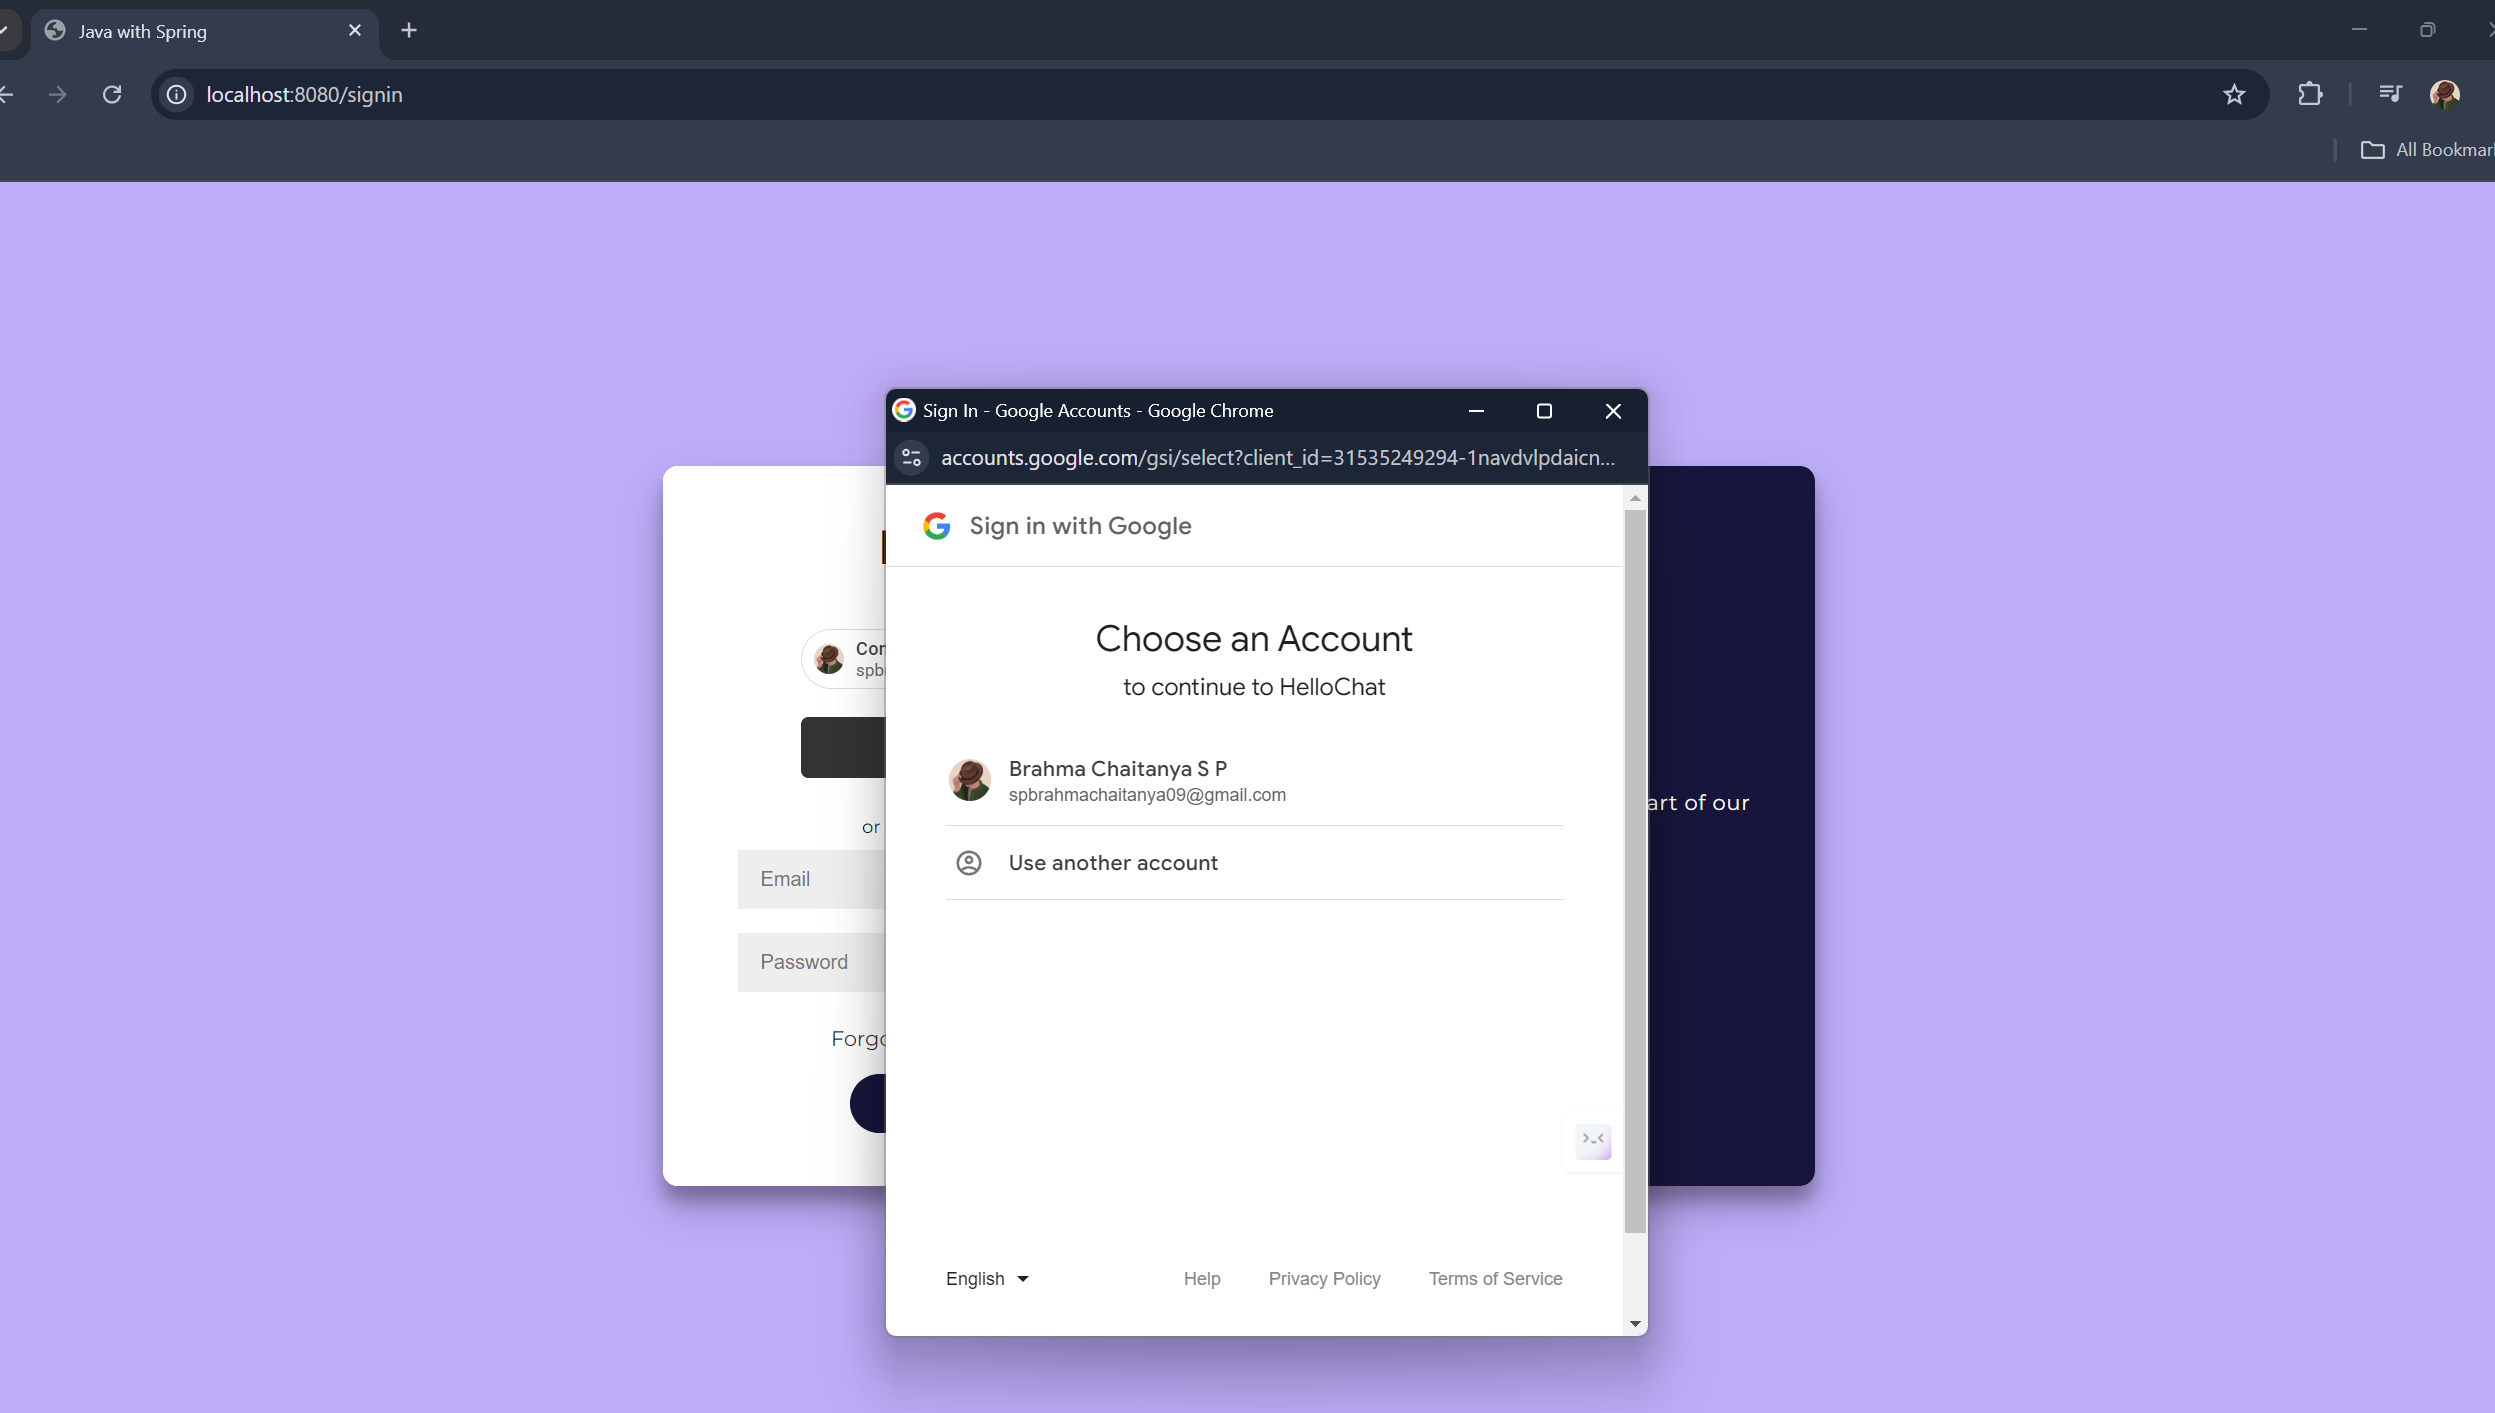 Java with Spring
localhost:8080/signin
All Bookmar
Sign In - Google Accounts - Google Chrome
accounts.google.com/gsi/select?client_id=31535249294-1navdvlpdaicn...
Sign in with Google
Choose an Account
to continue to HelloChat
Con
spb
Brahma Chaitanya S P
spbrahmachaitanya09@gmail.com
art of our
or
Use another account
Email
Password
Forgo
English
Help
Privacy Policy
Terms of Service